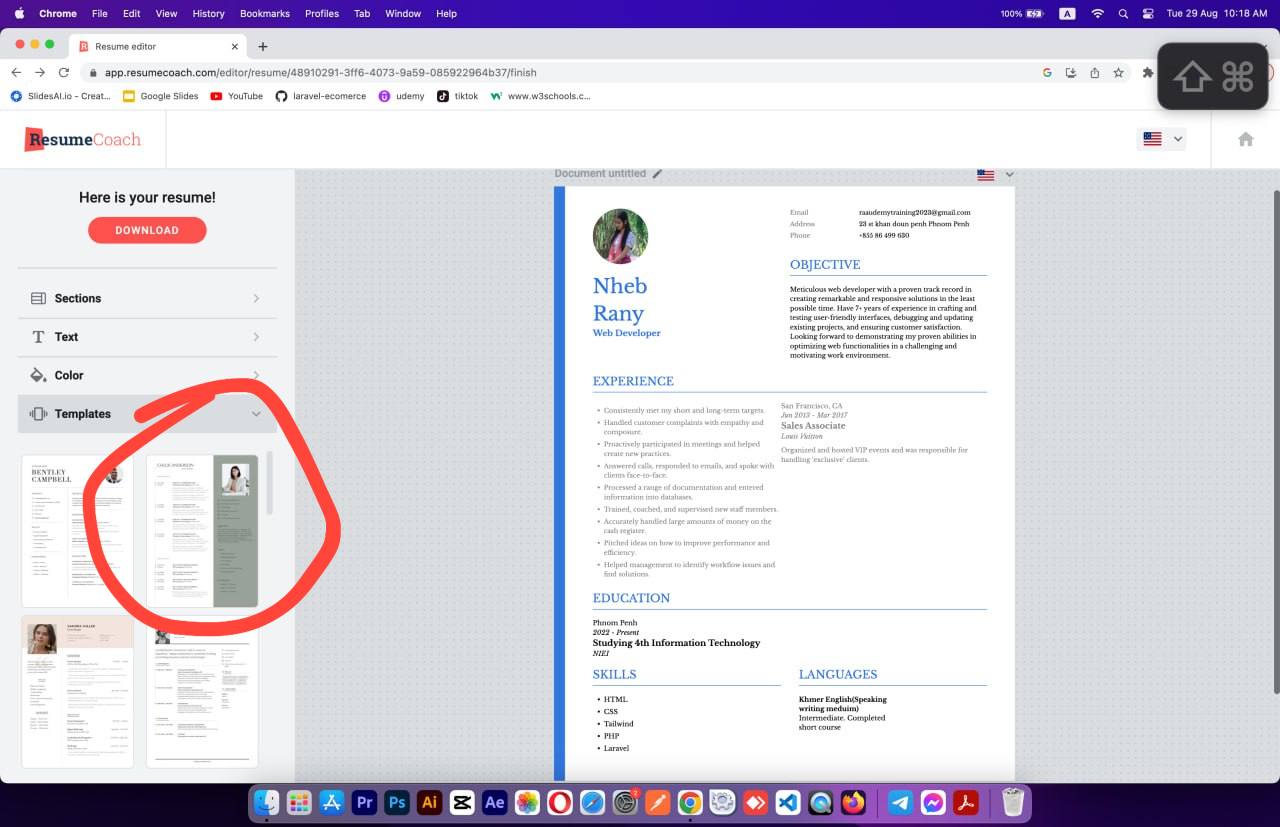 Chrome File Edit View History Bookmarks Profiles Tab Window Help
100% A Tue 29 Aug 10:18 AM
Resume editor
app.resumecoach.com/editor/resume/48910291-3ff6-4073-9a59-085922964b37/finish
SlidesAI.io - Creat... Google Slides YouTube laravel-ecomerce udemy tiktok www.w3schools.c...
ResumeCoach
Here is your resume!
DOWNLOAD
Sections
Text
Color
Templates
BENTLEY
CAMPBELL
Document untitled
Nheb
Rany
Web Developer
Email raaudemytraining2023@gmail.com
Address 23 st khan doun penh Phnom Penh
Phone +855 86 499 630
OBJECTIVE
Meticulous web developer with a proven track record in
creating remarkable and responsive solutions in the least
possible time. Have 7+ years of experience in crafting and
testing user-friendly interfaces, debugging and updating
existing projects, and ensuring customer satisfaction.
Looking forward to demonstrating my proven abilities in
optimizing web functionalities in a challenging and
motivating work environment.
EXPERIENCE
• Consistently met my short and long-term targets.
• Handled customer complaints with empathy and
composure.
• Proactively participated in meetings and helped
create new practices.
• Answered calls, responded to emails, and spoke with
clients face-to-face.
• Processed a range of documentation and entered
information into databases.
• Trained, coached, and supervised new staff members.
• Accurately handled large amounts of money on the
cash register.
• Pitched ideas on how to improve performance and
efficiency.
• Helped management to identify workflow issues and
find solutions.
San Francisco, CA
Jun 2013 - Mar 2017
Sales Associate
Louis Vuitton
Organized and hosted VIP events and was responsible for
handling 'exclusive' clients.
EDUCATION
Phnom Penh
2022 - Present
Studying 4th Information Technology
NIEI
SKILLS
• HTML
• CSS
• Tailwind
• PHP
• Laravel
LANGUAGES
Khmer English(Speaking
writing meduim)
Intermediate. Completed
short course
Pr Ps Ai Ae 2